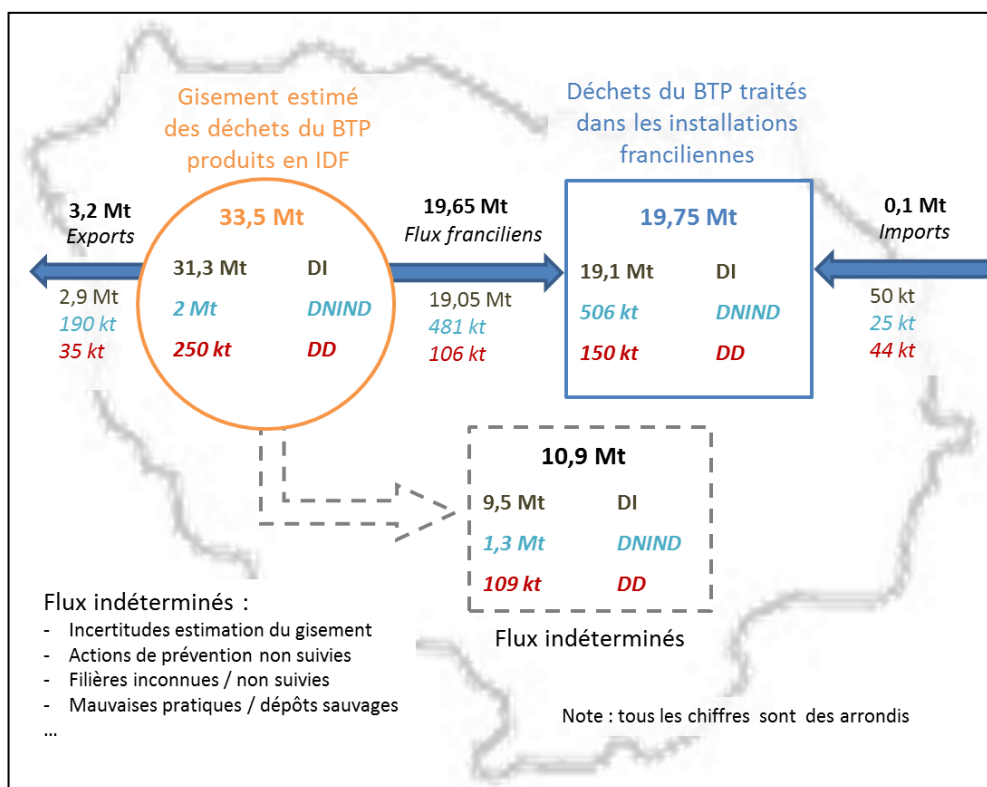 Gisement estimé
des déchets du BTP
produits en IDF
Déchets du BTP traités
dans les installations
franciliennes
3,2 Mt
Exports
2,9 Mt
190 kt
35 kt
33,5 Mt
31,3 Mt DI
2 Mt DNIND
250 kt DD
19,65 Mt
Flux franciliens
19,05 Mt
481 kt
106 kt
19,75 Mt
19,1 Mt DI
506 kt DNIND
150 kt DD
0,1 Mt
Imports
50 kt
25 kt
44 kt
10,9 Mt
9,5 Mt DI
1,3 Mt DNIND
109 kt DD
Flux indéterminés
Flux indéterminés :
- Incertitudes estimation du gisement
- Actions de prévention non suivies
- Filières inconnues / non suivies
- Mauvaises pratiques / dépôts sauvages
…
Note : tous les chiffres sont des arrondis